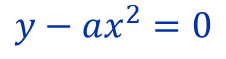 y − ax² = 0